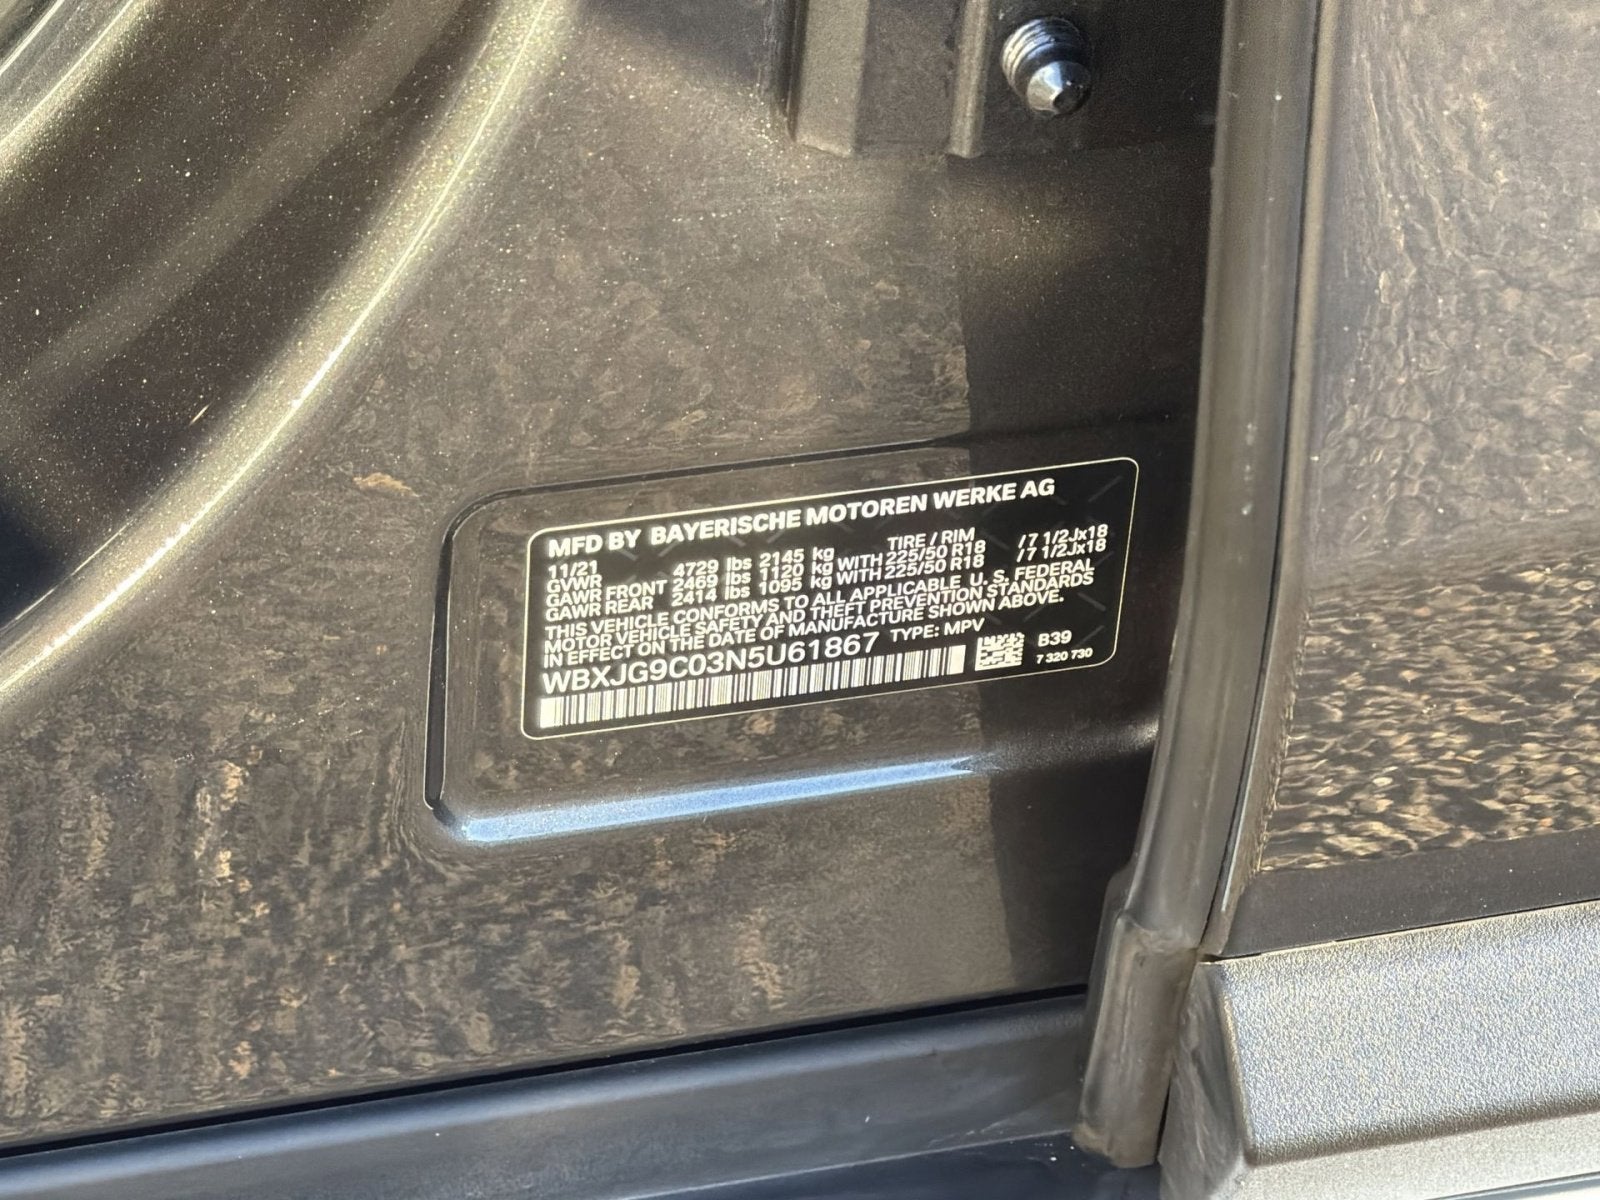 MFD BY BAYERISCHE MOTOREN WERKE AG
11/21 TIRE / RIM
GVWR 4729 lbs 2145 kg
GAWR FRONT 2469 lbs 1120 kg WITH 225/50 R18 /7 1/2Jx18
GAWR REAR 2414 lbs 1095 kg WITH 225/50 R18 /7 1/2Jx18
THIS VEHICLE CONFORMS TO ALL APPLICABLE U. S. FEDERAL
MOTOR VEHICLE SAFETY AND THEFT PREVENTION STANDARDS
IN EFFECT ON THE DATE OF MANUFACTURE SHOWN ABOVE.
WBXJG9C03N5U61867 TYPE: MPV
B39
7 320 730